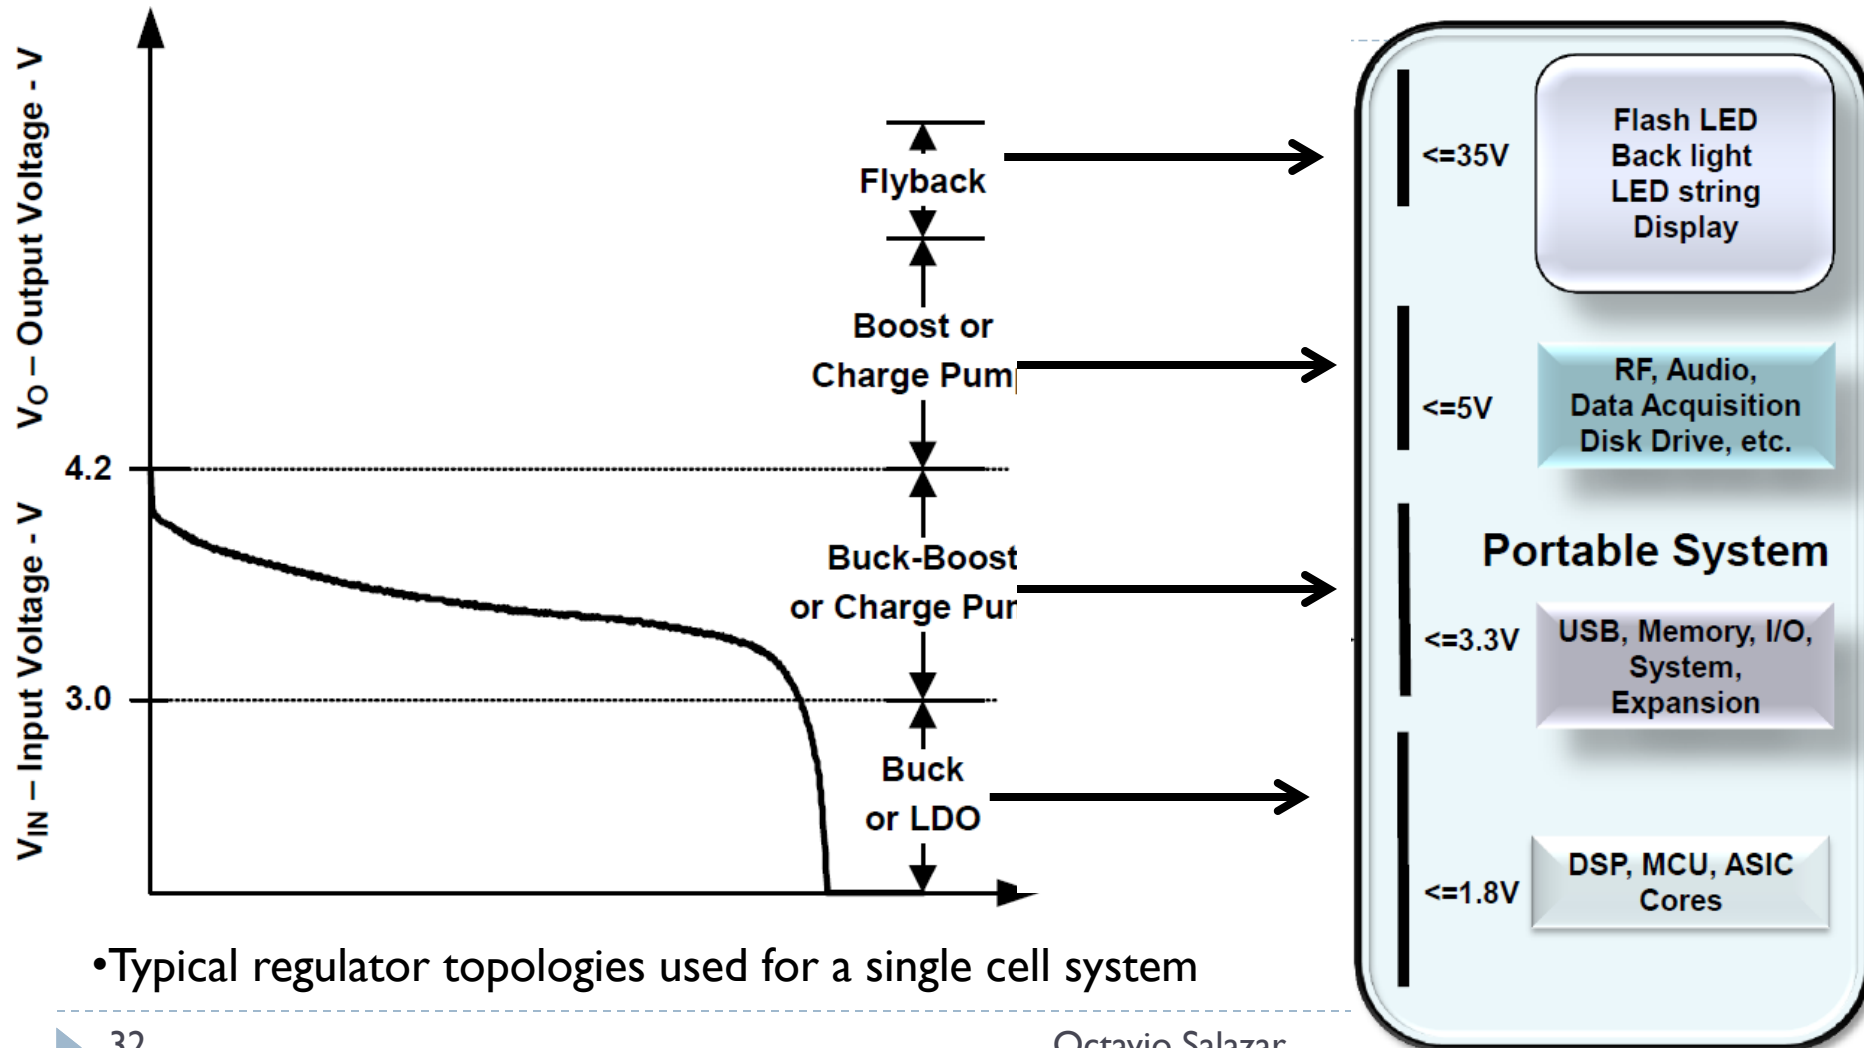 VO – Output Voltage - V
VIN – Input Voltage - V
4.2
3.0
Flyback
Boost or
Charge Pum
Buck-Boost
or Charge Pur
Buck
or LDO
<=35V
Flash LED
Back light
LED string
Display
<=5V
RF, Audio,
Data Acquisition
Disk Drive, etc.
Portable System
<=3.3V
USB, Memory, I/O,
System,
Expansion
<=1.8V
DSP, MCU, ASIC
Cores
•Typical regulator topologies used for a single cell system
32
Octavio Salazar